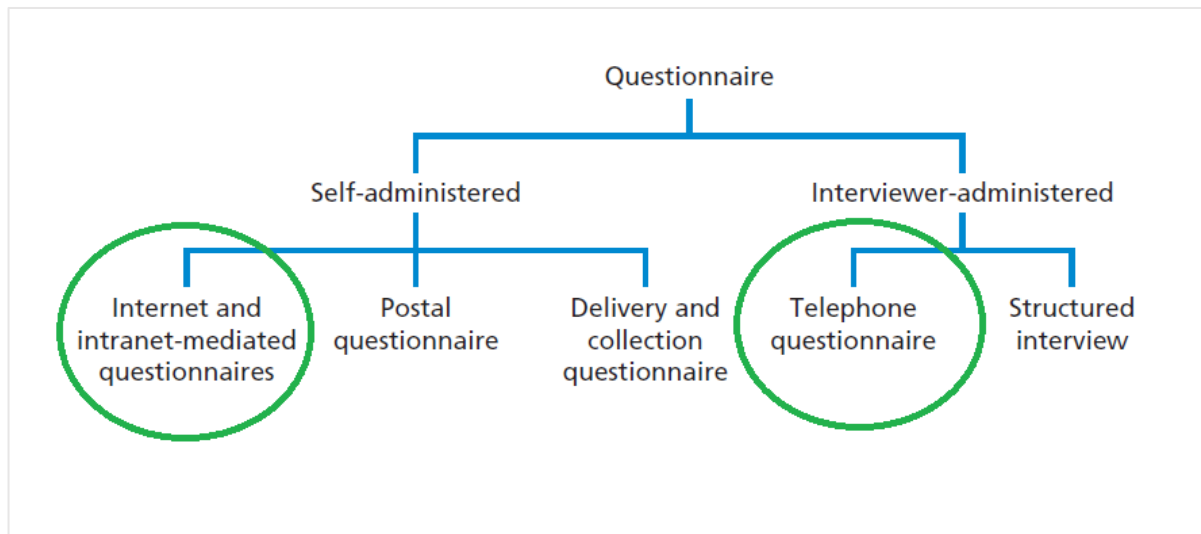 Questionnaire
Self-administered
Interviewer-administered
Internet and
intranet-mediated
questionnaires
Postal
questionnaire
Delivery and
collection
questionnaire
Telephone
questionnaire
Structured
interview